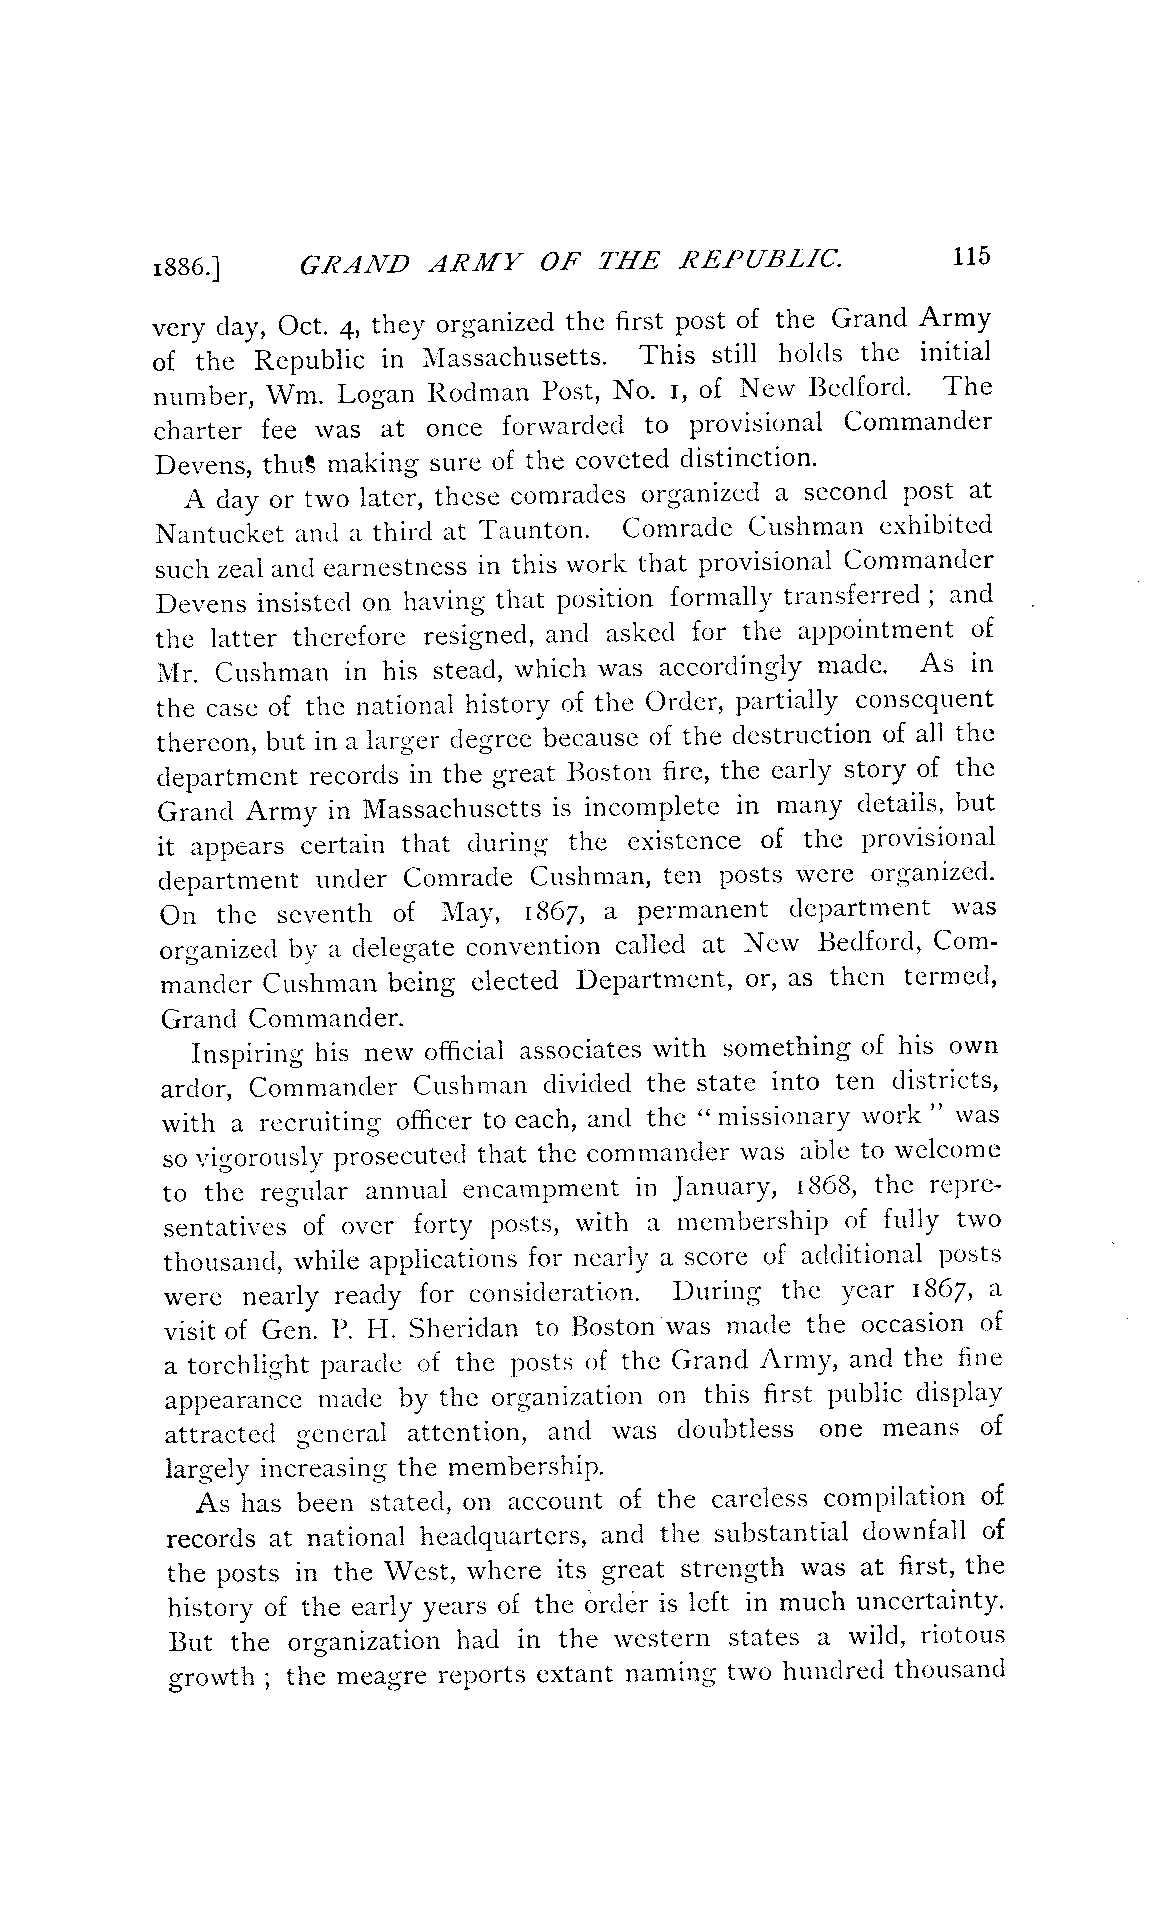 1886.] GRAND ARMY OF THE REPUBLIC. 115
very day, Oct. 4, they organized the first post of the Grand Army
of the Republic in Massachusetts. This still holds the initial
number, Wm. Logan Rodman Post, No. 1, of New Bedford. The
charter fee was at once forwarded to provisional Commander
Devens, thus making sure of the coveted distinction.
A day or two later, these comrades organized a second post at
Nantucket and a third at Taunton. Comrade Cushman exhibited
such zeal and earnestness in this work that provisional Commander
Devens insisted on having that position formally transferred; and
the latter therefore resigned, and asked for the appointment of
Mr. Cushman in his stead, which was accordingly made. As in
the case of the national history of the Order, partially consequent
thereon, but in a larger degree because of the destruction of all the
department records in the great Boston fire, the early story of the
Grand Army in Massachusetts is incomplete in many details, but
it appears certain that during the existence of the provisional
department under Comrade Cushman, ten posts were organized.
On the seventh of May, 1867, a permanent department was
organized by a delegate convention called at New Bedford, Com-
mander Cushman being elected Department, or, as then termed,
Grand Commander.
Inspiring his new official associates with something of his own
ardor, Commander Cushman divided the state into ten districts,
with a recruiting officer to each, and the "missionary work" was
so vigorously prosecuted that the commander was able to welcome
to the regular annual encampment in January, 1868, the repre-
sentatives of over forty posts, with a membership of fully two
thousand, while applications for nearly a score of additional posts
were nearly ready for consideration. During the year 1867, a
visit of Gen. P. H. Sheridan to Boston was made the occasion of
a torchlight parade of the posts of the Grand Army, and the fine
appearance made by the organization on this first public display
attracted general attention, and was doubtless one means of
largely increasing the membership.
As has been stated, on account of the careless compilation of
records at national headquarters, and the substantial downfall of
the posts in the West, where its great strength was at first, the
history of the early years of the order is left in much uncertainty.
But the organization had in the western states a wild, riotous
growth; the meagre reports extant naming two hundred thousand